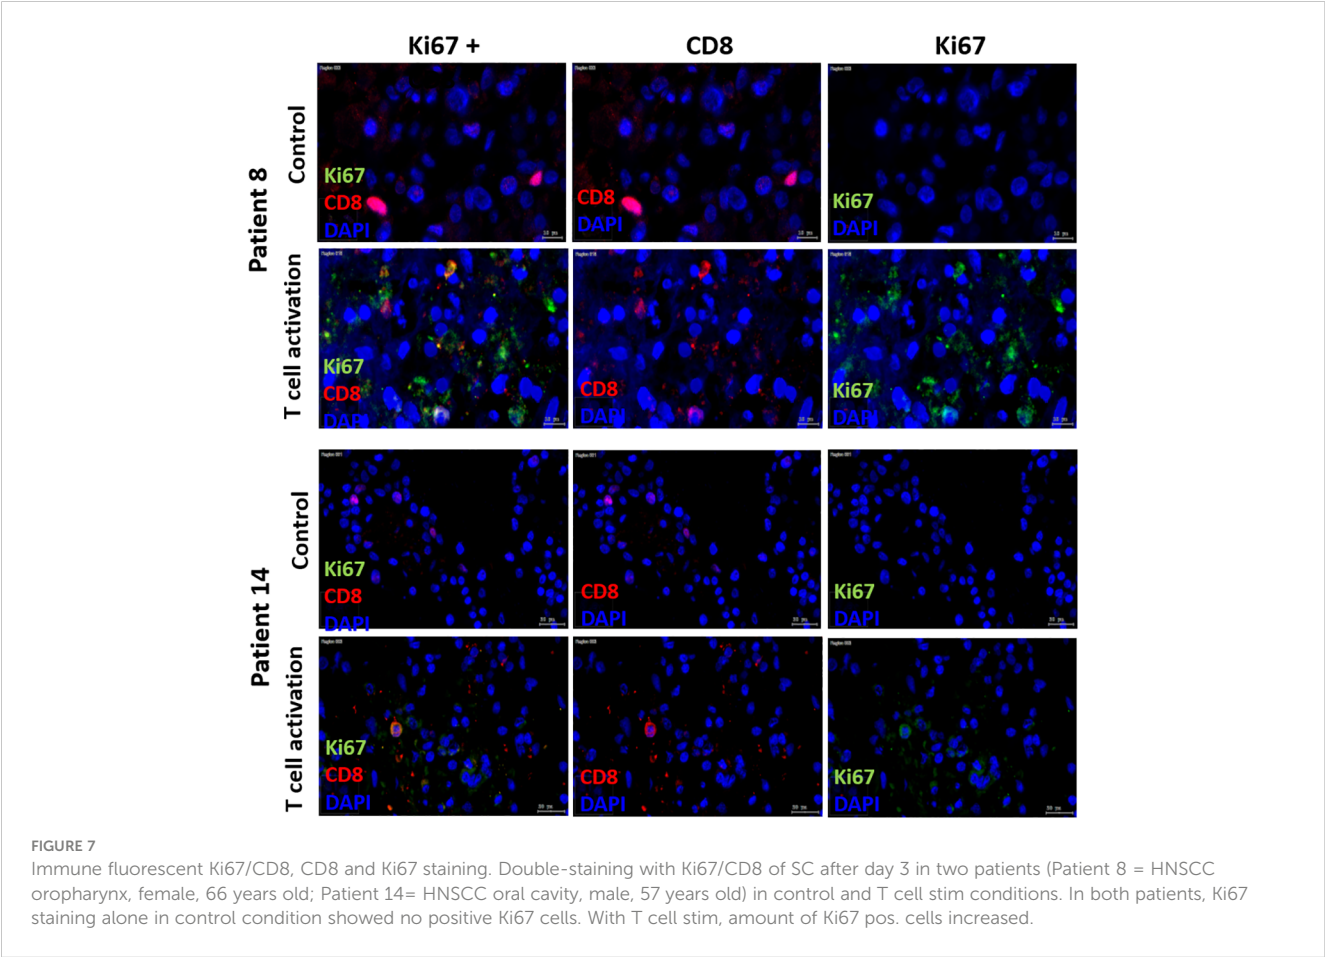 Ki67 +
CD8
Ki67
Patient 8
Control
Ki67
CD8
DAPI
CD8
DAPI
Ki67
DAPI
T cell activation
Ki67
CD8
DAPI
CD8
DAPI
Ki67
DAPI
Patient 14
Control
Ki67
CD8
DAPI
CD8
DAPI
Ki67
DAPI
T cell activation
Ki67
CD8
DAPI
CD8
DAPI
Ki67
DAPI
FIGURE 7
Immune fluorescent Ki67/CD8, CD8 and Ki67 staining. Double-staining with Ki67/CD8 of SC after day 3 in two patients (Patient 8 = HNSCC
oropharynx, female, 66 years old; Patient 14= HNSCC oral cavity, male, 57 years old) in control and T cell stim conditions. In both patients, Ki67
staining alone in control condition showed no positive Ki67 cells. With T cell stim, amount of Ki67 pos. cells increased.